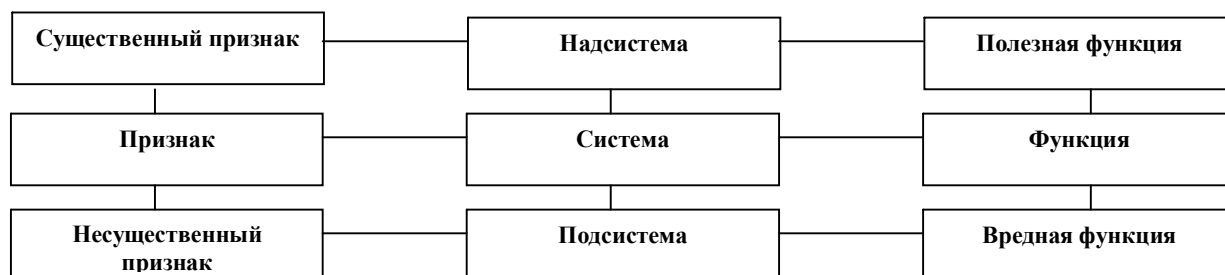 Существенный признак
Надсистема
Полезная функция
Признак
Система
Функция
Несущественный
признак
Подсистема
Вредная функция